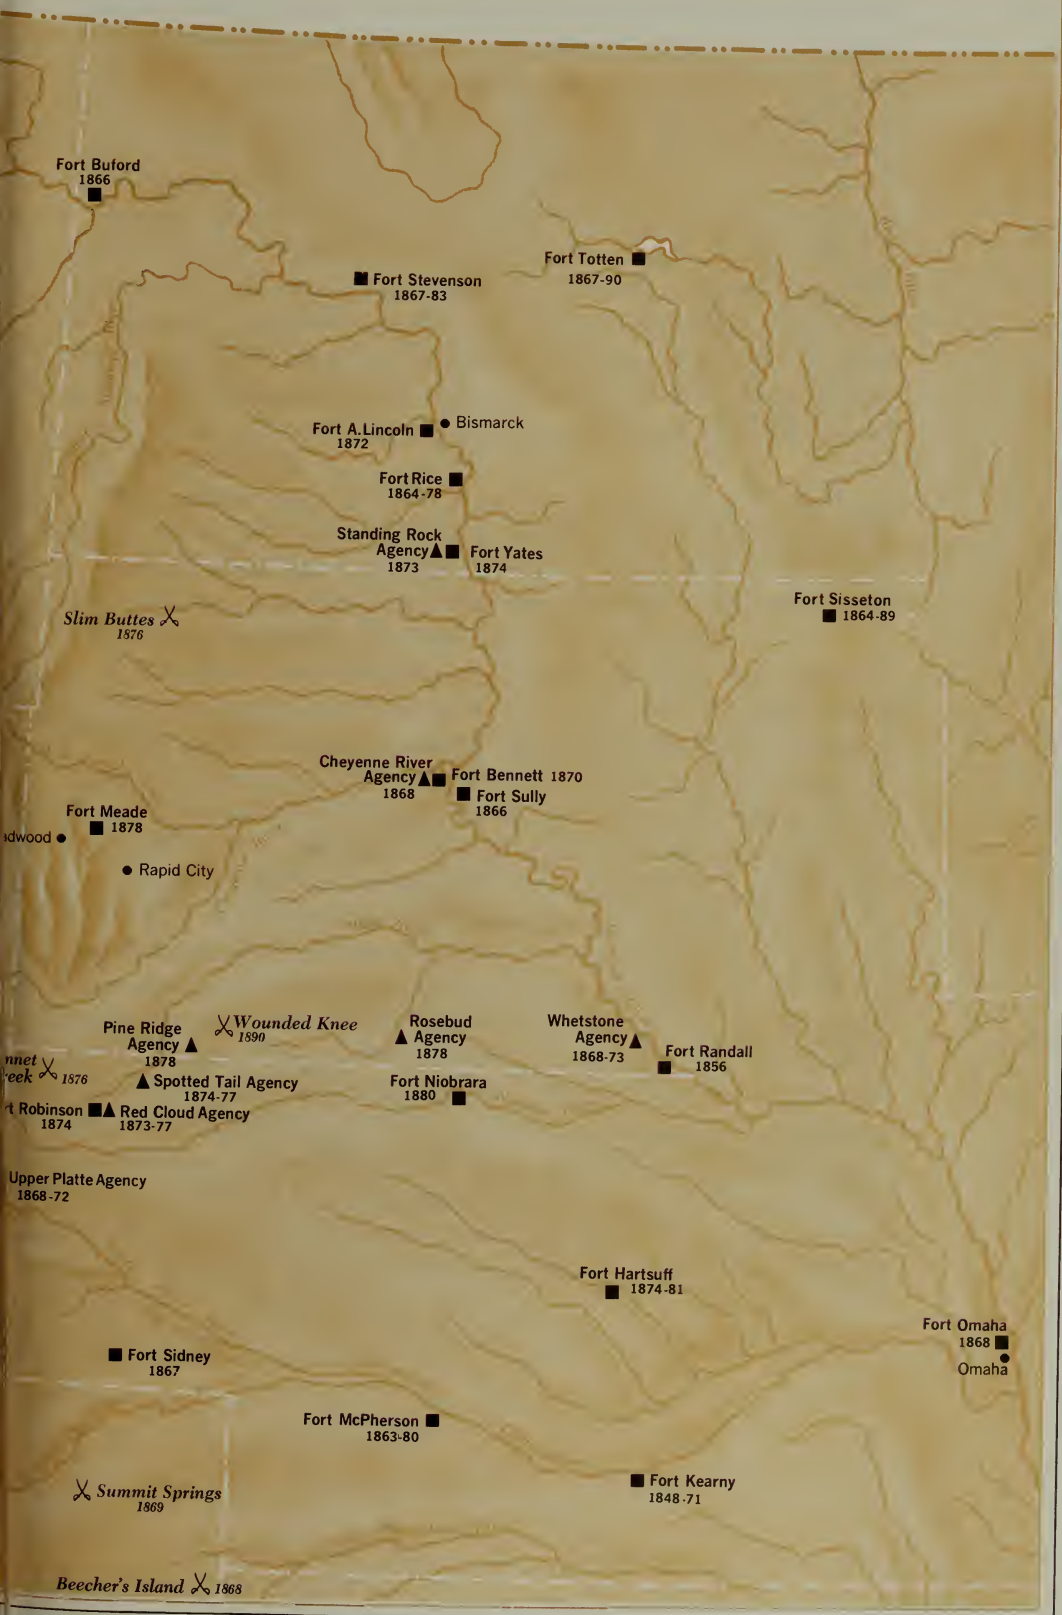 Fort Buford
1866
Fort Totten
1867-90
Fort Stevenson
1867-83
Bismarck
Fort A. Lincoln
1872
Fort Rice
1864-78
Standing Rock
Agency
1873
Fort Yates
1874
Fort Sisseton
1864-89
Slim Buttes
1876
Cheyenne River
Agency
1868
Fort Bennett 1870
Fort Sully
1866
Fort Meade
1878
dwood
Rapid City
Pine Ridge
Agency
1878
Wounded Knee
1890
Rosebud
Agency
1878
Whetstone
Agency
1868-73
Fort Randall
1856
nnet
eek 1876
Spotted Tail Agency
1874-77
Fort Niobrara
1880
t Robinson
1874
Red Cloud Agency
1873-77
Upper Platte Agency
1868-72
Fort Hartsuff
1874-81
Fort Omaha
1868
Omaha
Fort Sidney
1867
Fort McPherson
1863-80
Fort Kearny
1848-71
Summit Springs
1869
Beecher's Island 1868